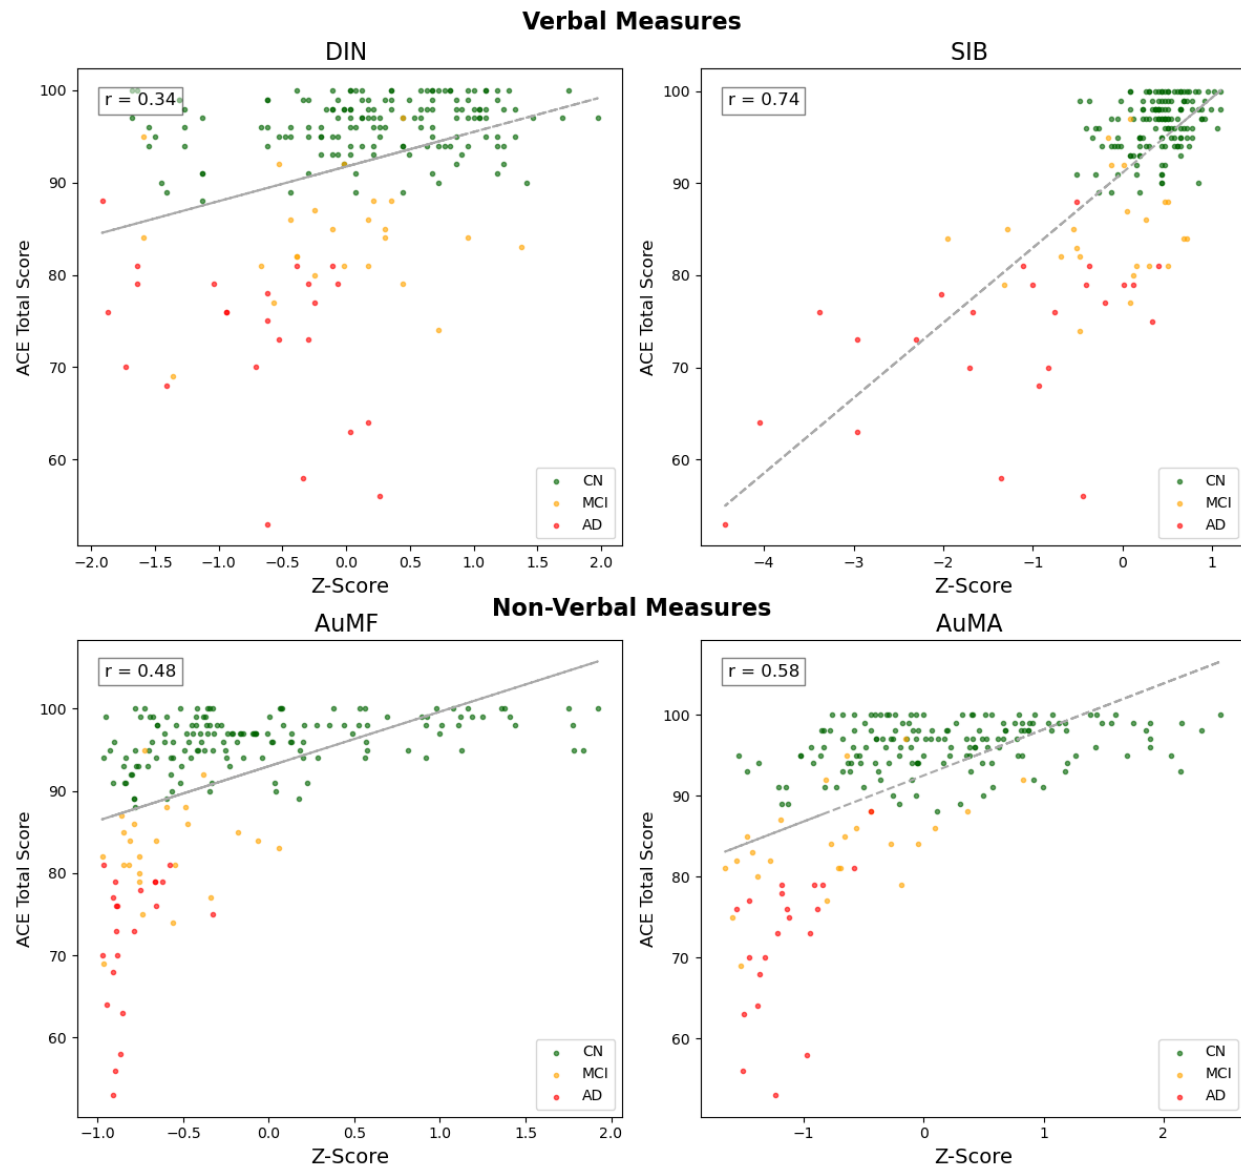 Verbal Measures
DIN
r = 0.34
100
90
80
70
60
ACE Total Score
−2.0 −1.5 −1.0 −0.5 0.0 0.5 1.0 1.5 2.0
Z-Score
CN
MCI
AD
SIB
r = 0.74
100
90
80
70
60
ACE Total Score
−4 −3 −2 −1 0 1
Z-Score
CN
MCI
AD
Non-Verbal Measures
AuMF
r = 0.48
100
90
80
70
60
ACE Total Score
−1.0 −0.5 0.0 0.5 1.0 1.5 2.0
Z-Score
CN
MCI
AD
AuMA
r = 0.58
100
90
80
70
60
ACE Total Score
−1 0 1 2
Z-Score
CN
MCI
AD